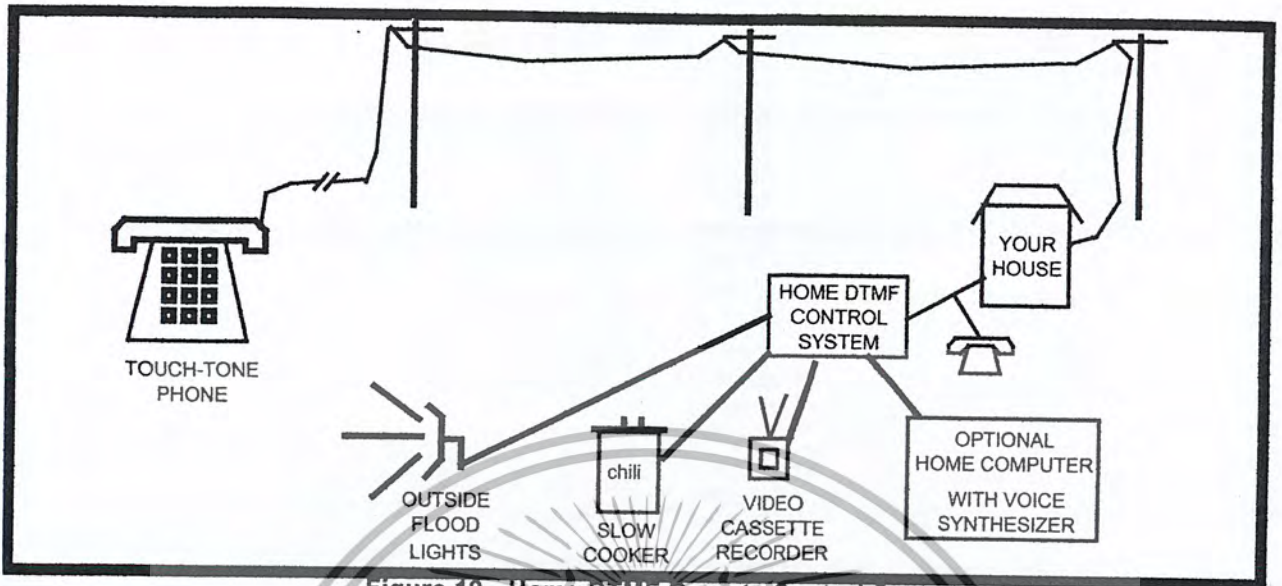 YOUR
HOUSE
HOME DTMF
CONTROL
SYSTEM
TOUCH-TONE
PHONE
OUTSIDE
FLOOD
LIGHTS
chili
SLOW
COOKER
VIDEO
CASSETTE
RECORDER
OPTIONAL
HOME COMPUTER
WITH VOICE
SYNTHESIZER